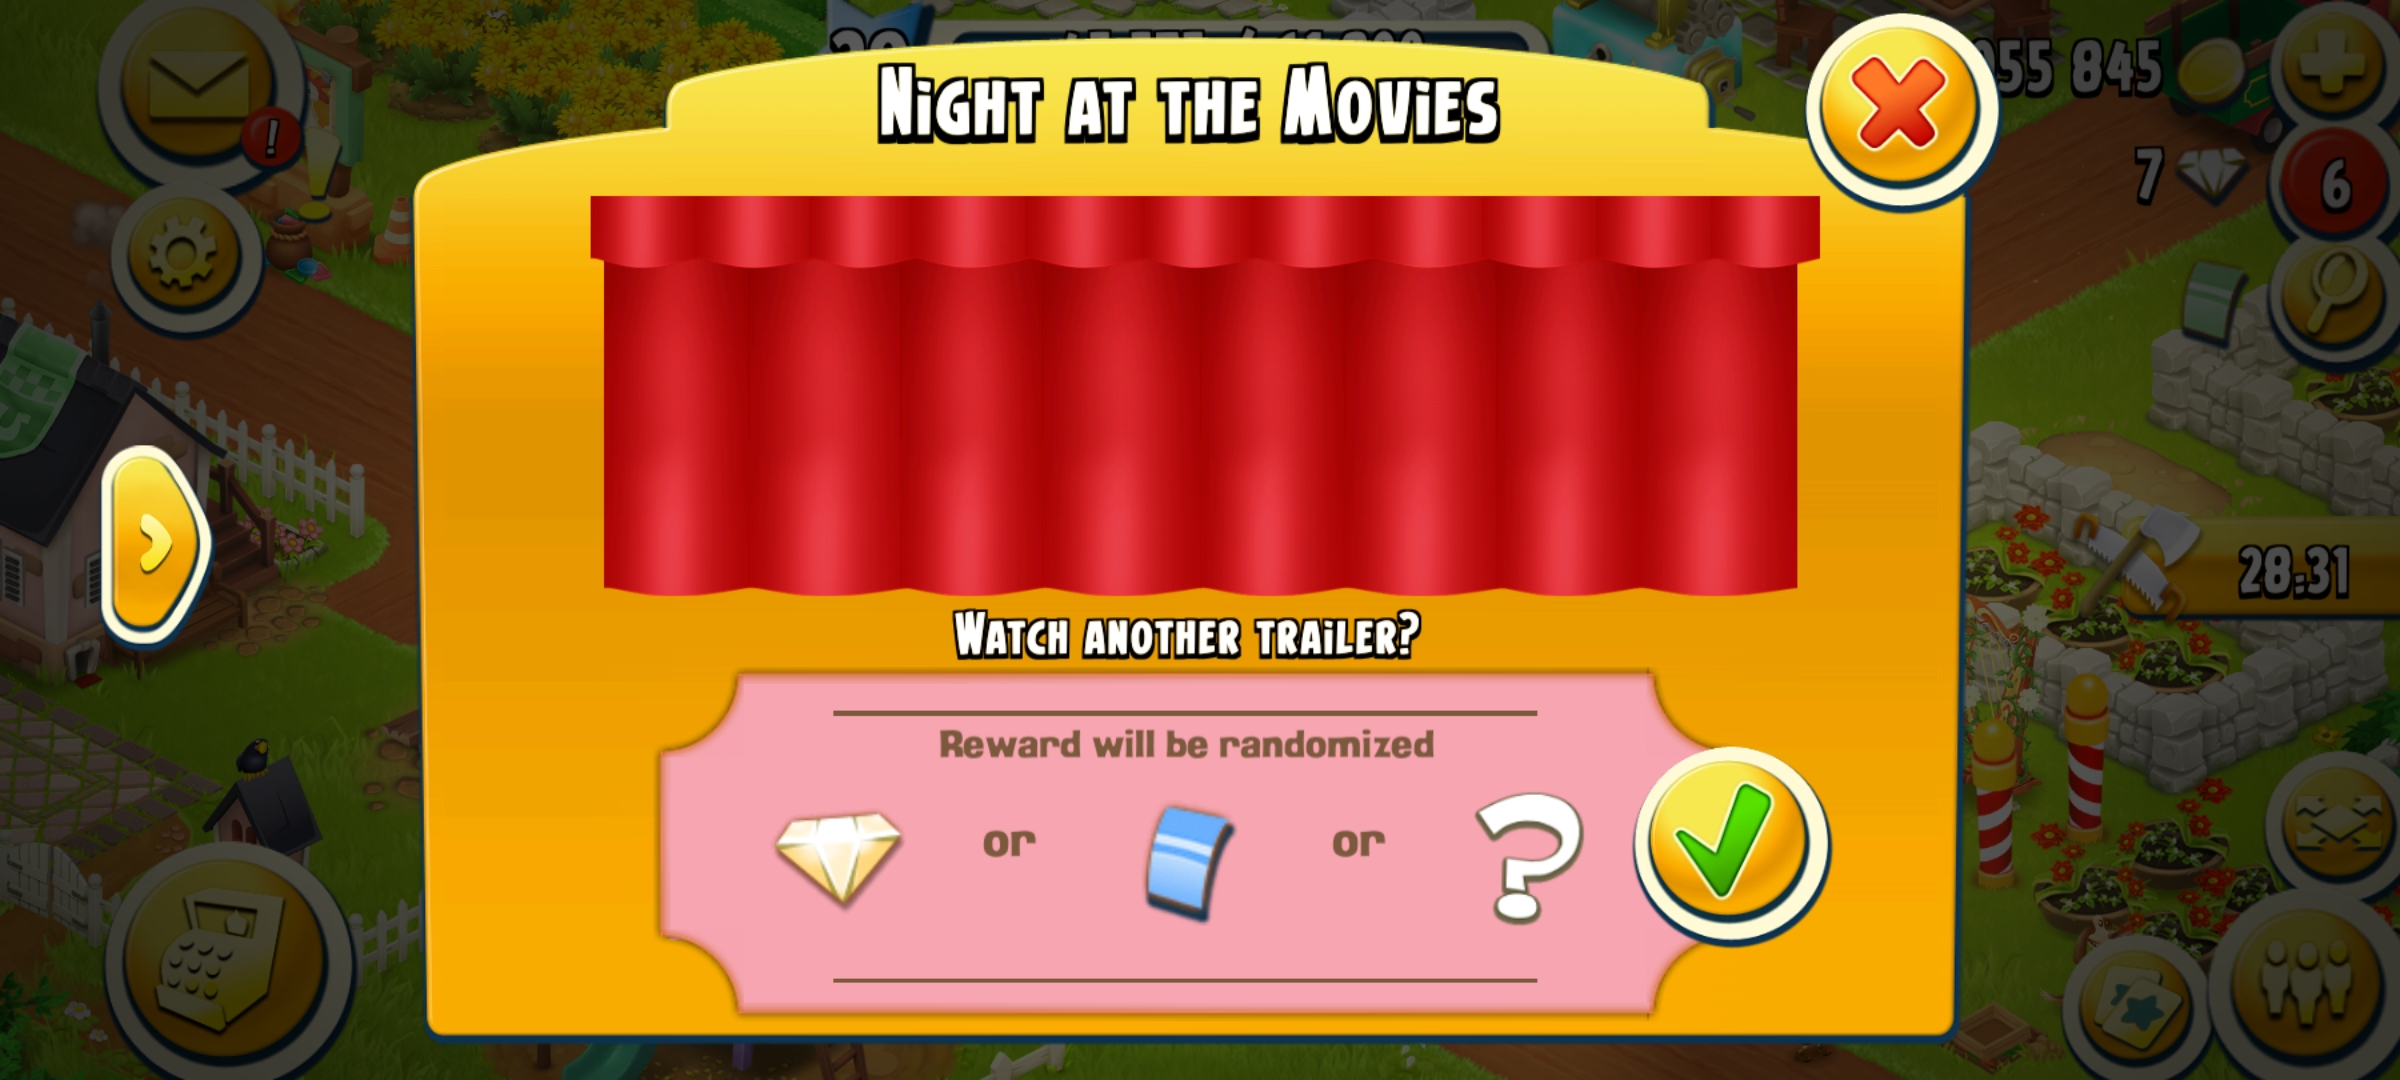 Night at the Movies
55 845
!
7
6
28:31
Watch another trailer?
Reward will be randomized
or
or
?